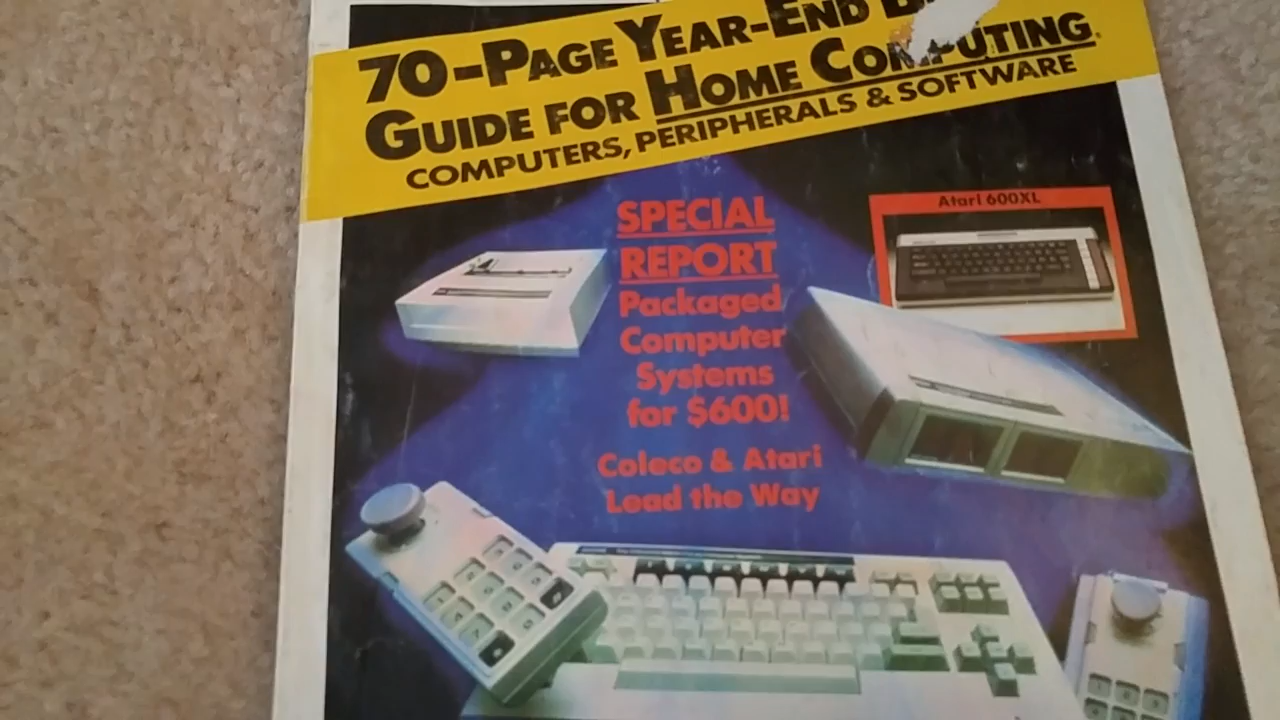 70-PAGE YEAR-END
GUIDE FOR HOME COMPUTING
COMPUTERS, PERIPHERALS & SOFTWARE
SPECIAL
REPORT
Packaged
Computer
Systems
for $600!
Coleco & Atari
Lead the Way
Atari 600XL